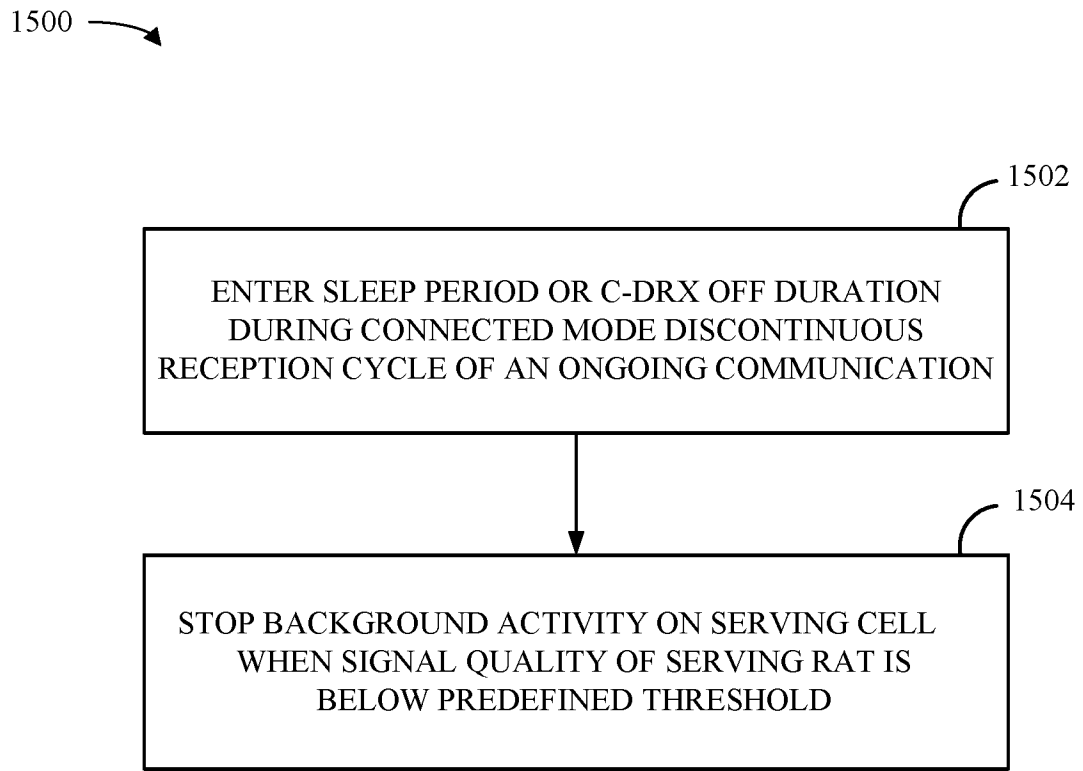 1500
1502
ENTER SLEEP PERIOD OR C-DRX OFF DURATION
DURING CONNECTED MODE DISCONTINUOUS
RECEPTION CYCLE OF AN ONGOING COMMUNICATION
1504
STOP BACKGROUND ACTIVITY ON SERVING CELL
WHEN SIGNAL QUALITY OF SERVING RAT IS
BELOW PREDEFINED THRESHOLD